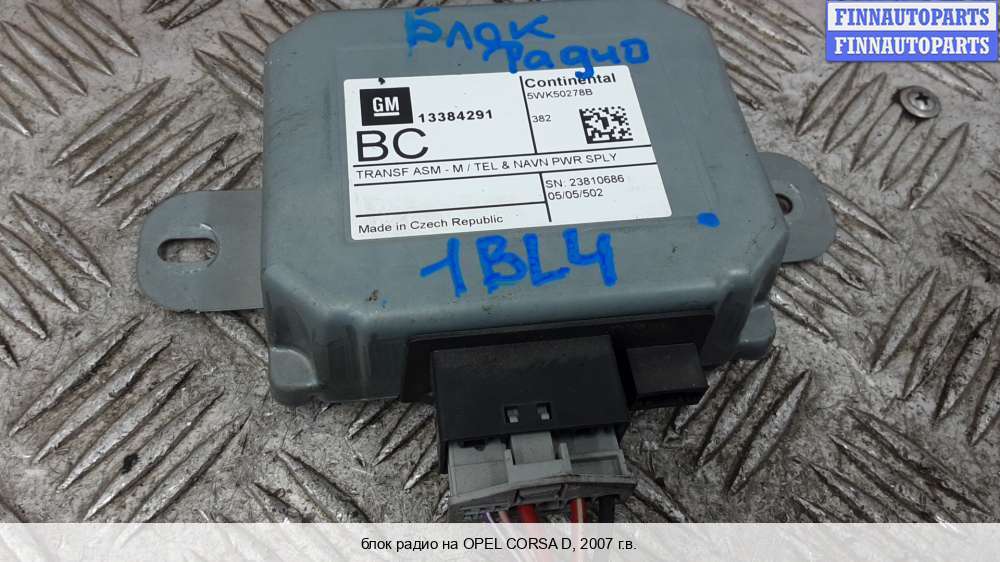 FINNAUTOPARTS
FINNAUTOPARTS
Блок
радио
GM
13384291
BC
Continental
5WK50278B
382
TRANSF ASM - M / TEL & NAVN PWR SPLY
SN: 23810686
05/05/502
Made in Czech Republic
1BL4
блок радио на OPEL CORSA D, 2007 г.в.